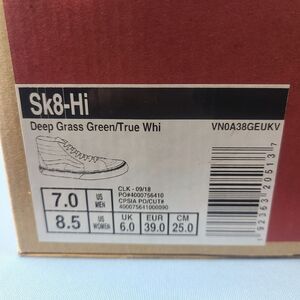 Sk8-Hi
Deep Grass Green/True Whi VN0A38GEUKV
CLK - 09/18
PO#4000756410
CPSIA PO/CUT#
400075641000090
7.0 US MEN
8.5 US WOMEN
UK 6.0
EUR 39.0
CM 25.0